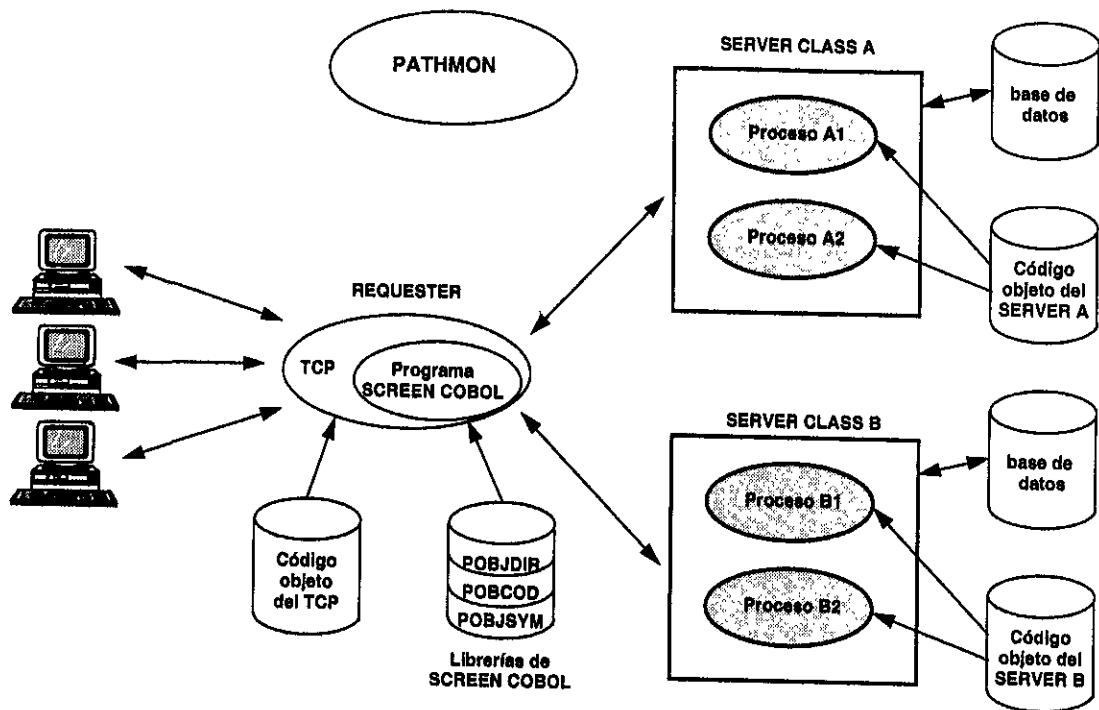 PATHMON
SERVER CLASS A
Proceso A1
Proceso A2
base de
datos
Código
objeto del
SERVER A
REQUESTER
TCP
Programa
SCREEN COBOL
SERVER CLASS B
Proceso B1
Proceso B2
base de
datos
Código
objeto del
SERVER B
Código
objeto
del TCP
POBJDIR
POBCOD
POBJSYM
Librerías de
SCREEN COBOL